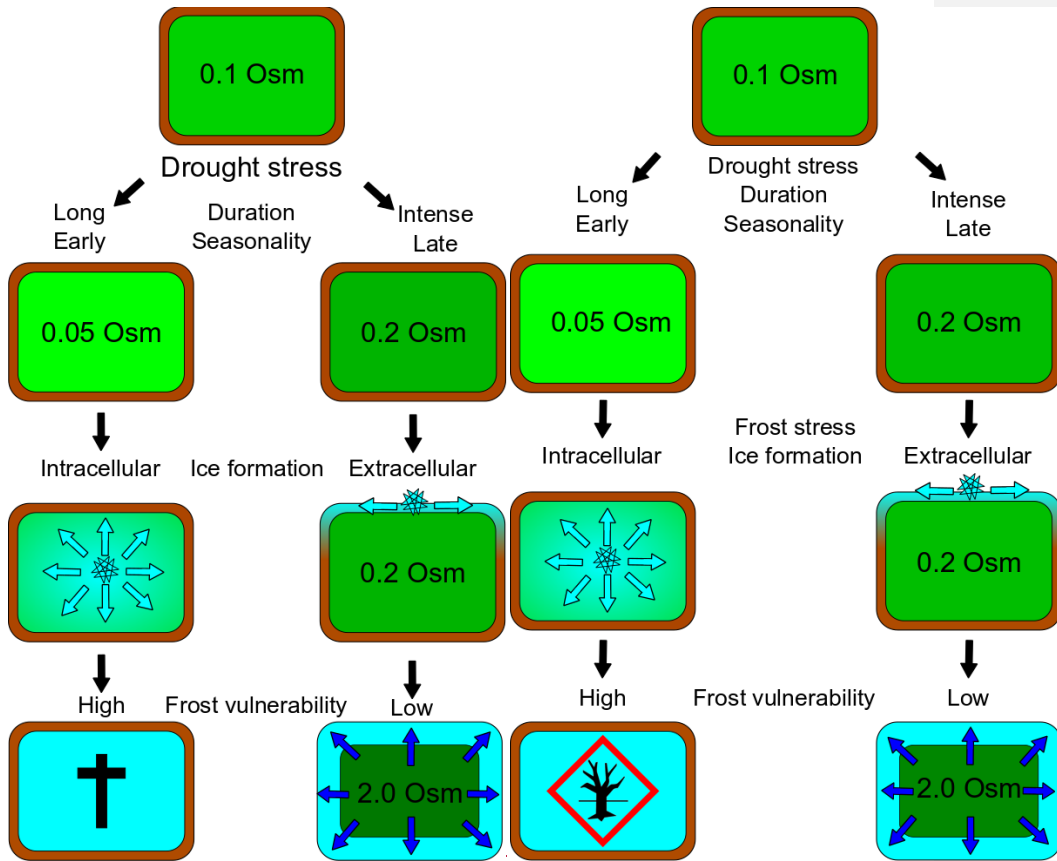 0.1 Osm
Drought stress
Long
Early
Duration
Seasonality
Intense
Late
0.05 Osm
0.2 Osm
Intracellular
Ice formation
Extracellular
0.2 Osm
High
Frost vulnerability
Low
2.0 Osm
0.1 Osm
Drought stress
Duration
Seasonality
Long
Early
Intense
Late
0.05 Osm
0.2 Osm
Frost stress
Ice formation
Intracellular
Extracellular
0.2 Osm
High
Frost vulnerability
Low
2.0 Osm